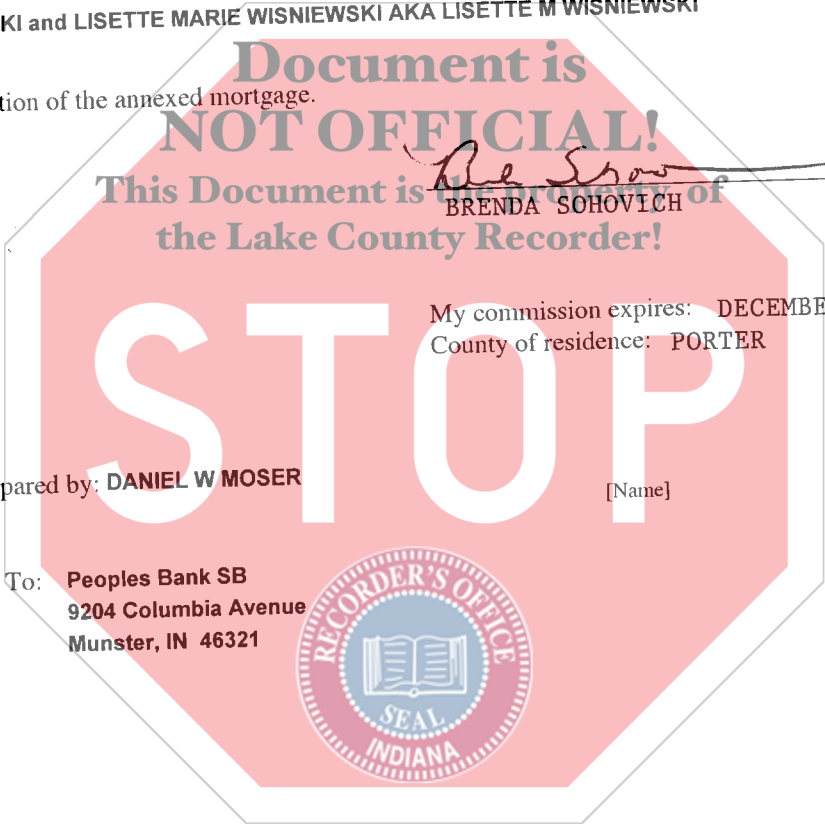 KI and LISETTE MARIE WISNIEWSKI AKA LISETTE M WISNIEWSKI
Document is
tion of the annexed mortgage.
NOT OFFICIAL!
This Document is the property of
BRENDA SOHOVICH
the Lake County Recorder!
My commission expires: DECEMBE
County of residence: PORTER
STOP
pared by: DANIEL W MOSER
[Name]
To: Peoples Bank SB
9204 Columbia Avenue
Munster, IN 46321
RECORDER'S OFFICE
SEAL
INDIANA